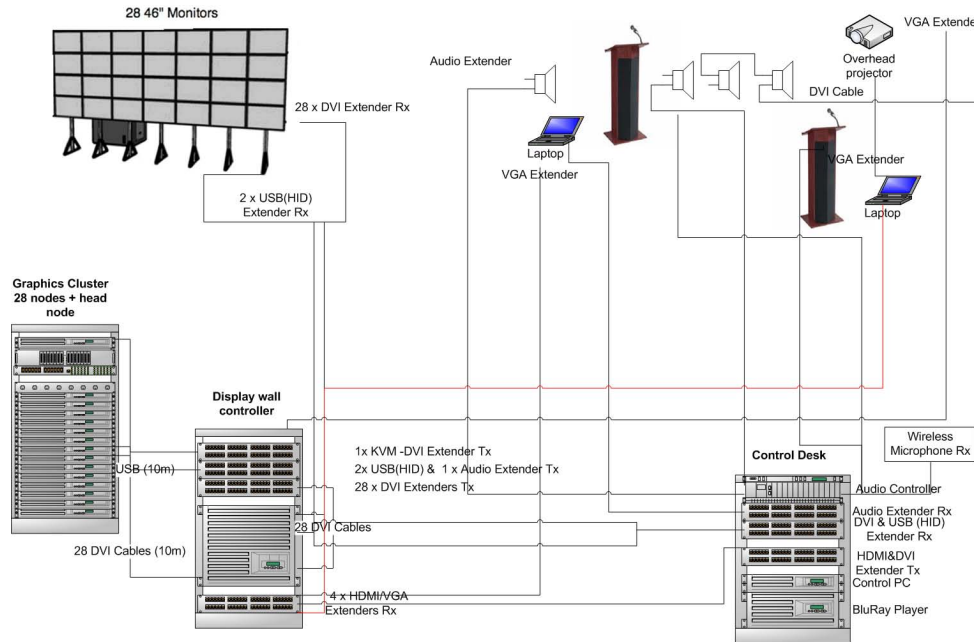 28 46" Monitors
VGA Extende
Audio Extender
Overhead
projector
28 x DVI Extender Rx
DVI Cable
Laptop
VGA Extender
VGA Extender
Laptop
2 x USB(HID)
Extender Rx
Graphics Cluster
28 nodes + head
node
Display wall
controller
1x KVM -DVI Extender Tx
2x USB(HID) & 1 x Audio Extender Tx
28 x DVI Extenders Tx
Wireless
Microphone Rx
Control Desk
USB (10m)
Audio Controller
Audio Extender Rx
DVI & USB (HID)
Extender Rx
28 DVI Cables
28 DVI Cables (10m)
HDMI&DVI
Extender Tx
Control PC
4 x HDMI/VGA
Extenders Rx
BluRay Player